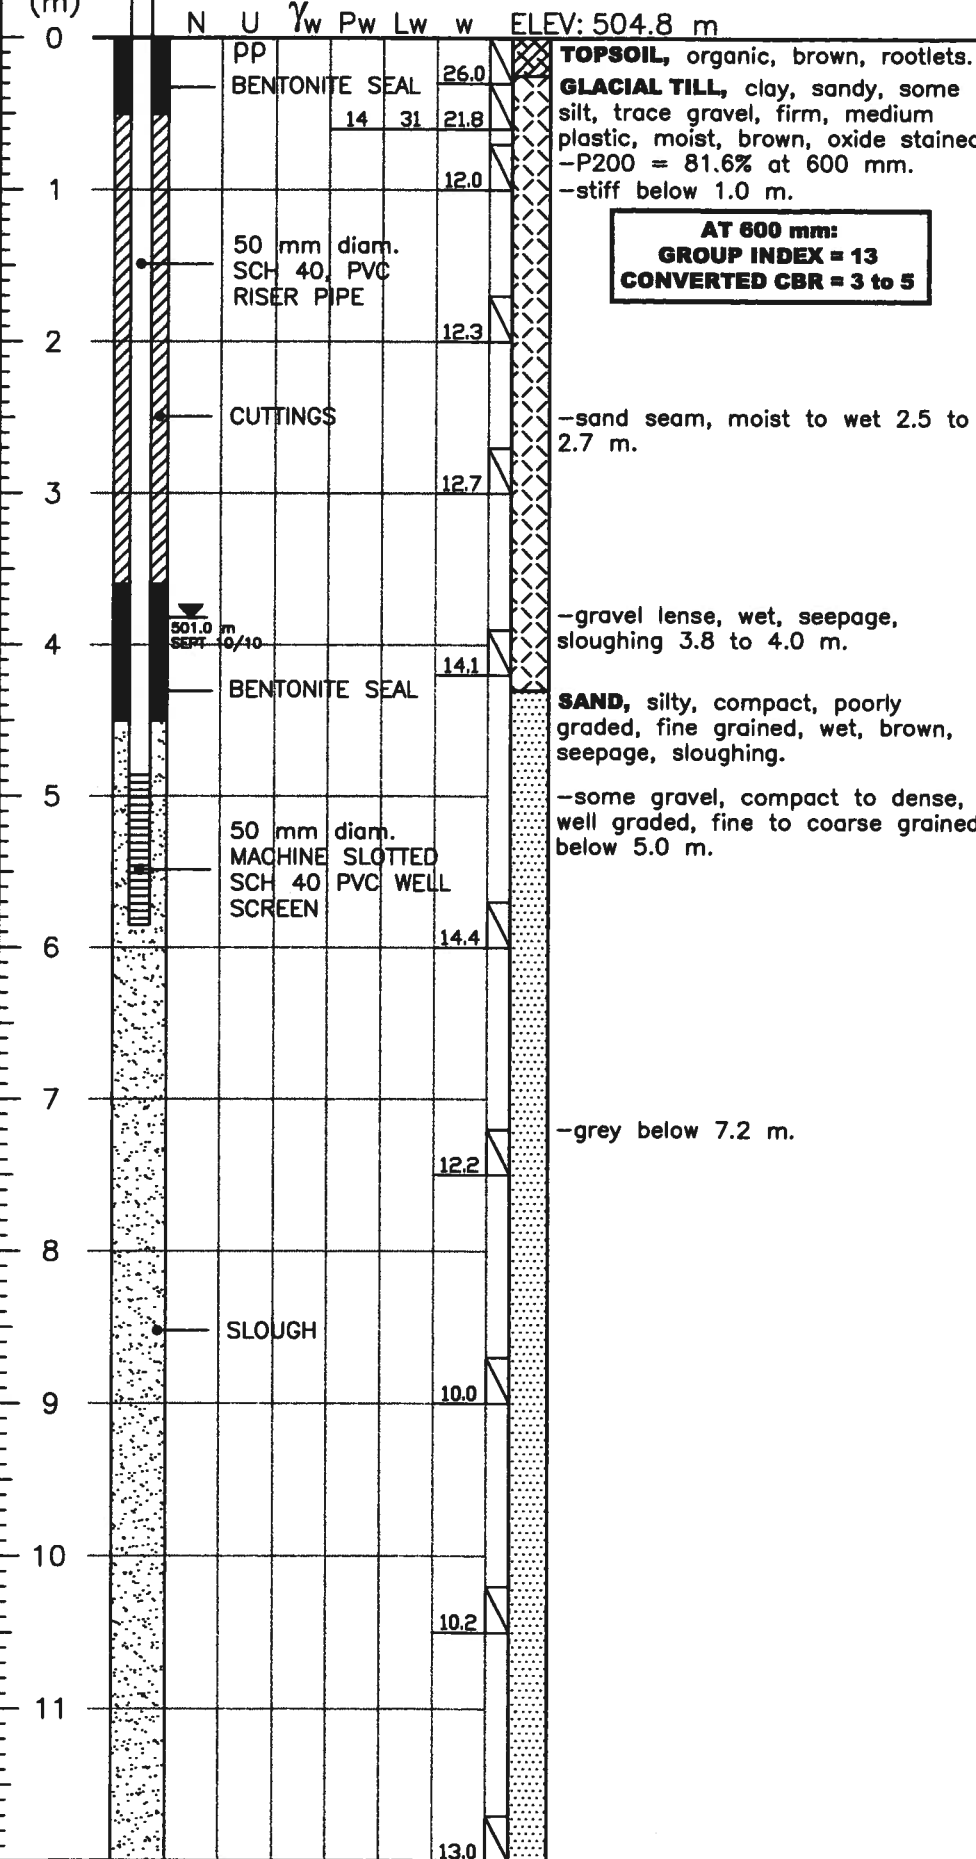 (m)
N U γw Pw Lw w ELEV: 504.8 m
0
PP
BENTONITE SEAL
26.0
TOPSOIL, organic, brown, rootlets.
GLACIAL TILL, clay, sandy, some
silt, trace gravel, firm, medium
plastic, moist, brown, oxide stained
-P200 = 81.6% at 600 mm.
-stiff below 1.0 m.
14 31 21.8
12.0
1
AT 600 mm:
GROUP INDEX = 13
CONVERTED CBR = 3 to 5
50 mm diam.
SCH 40, PVC
RISER PIPE
12.3
2
CUTTINGS
-sand seam, moist to wet 2.5 to
2.7 m.
12.7
3
501.0 m
SEPT 10/10
-gravel lense, wet, seepage,
sloughing 3.8 to 4.0 m.
4
14.1
BENTONITE SEAL
SAND, silty, compact, poorly
graded, fine grained, wet, brown,
seepage, sloughing.
5
-some gravel, compact to dense,
well graded, fine to coarse grained
below 5.0 m.
50 mm diam.
MACHINE SLOTTED
SCH 40 PVC WELL
SCREEN
14.4
6
7
-grey below 7.2 m.
12.2
8
SLOUGH
10.0
9
10
10.2
11
13.0